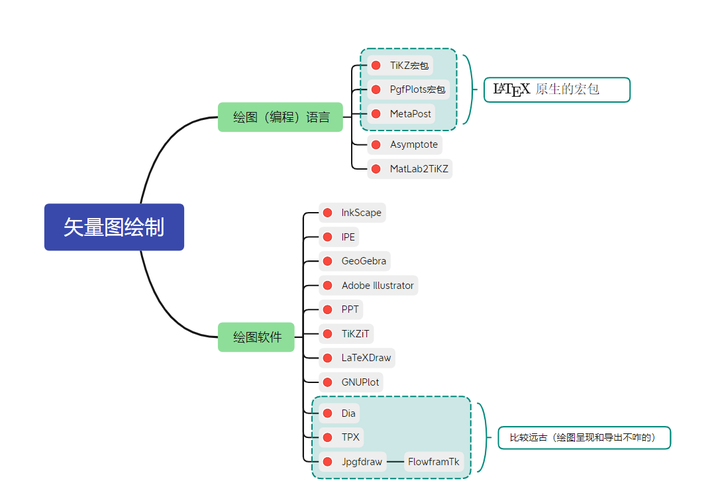 矢量图绘制
绘图（编程）语言
TiKZ宏包
PgfPlots宏包
MetaPost
LATEX 原生的宏包
Asymptote
MatLab2TiKZ
绘图软件
InkScape
IPE
GeoGebra
Adobe Illustrator
PPT
TiKZiT
LaTeXDraw
GNUPlot
Dia
TPX
Jpgfdraw
FlowframTk
比较远古（绘图呈现和导出不咋的）